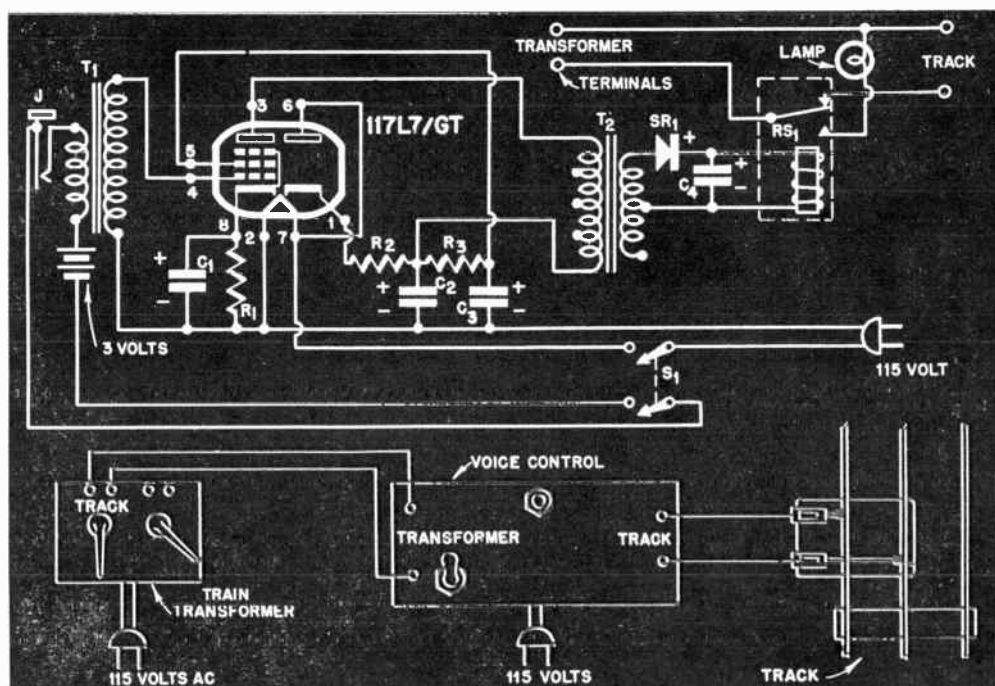 TRANSFORMER
TERMINALS
LAMP
TRACK
J
T1
3
6
117L7/GT
5
4
8
2
7
1
T2
SR1
+
C4
+
-
RS1
+
C1
-
R1
R2
R3
+
C2
-
C3
+
-
3 VOLTS
S1
115 VOLT
VOICE CONTROL
TRACK
TRANSFORMER
TRACK
TRAIN
TRANSFORMER
115 VOLTS AC
115 VOLTS
TRACK